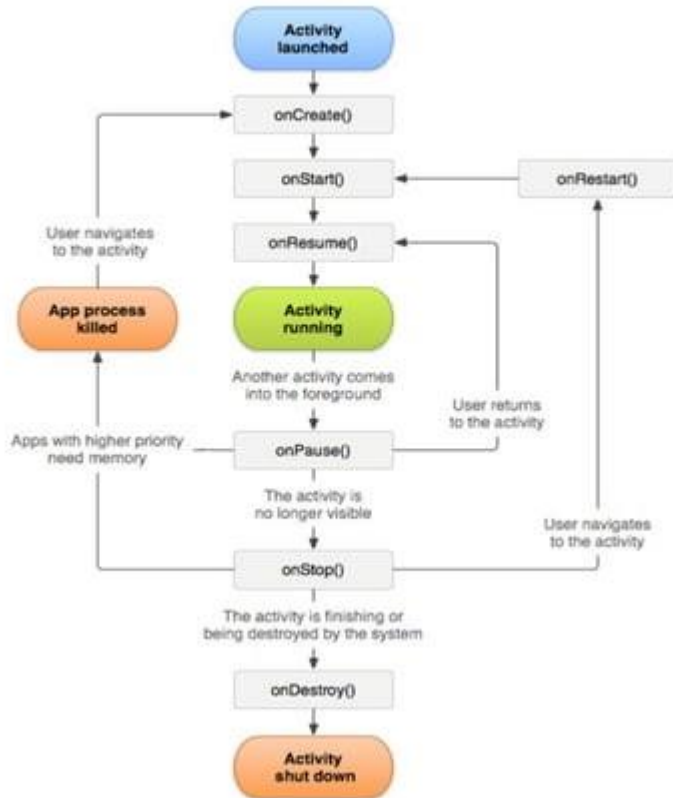 Activity
launched
onCreate()
onStart()
onRestart()
User navigates
to the activity
onResume()
App process
killed
Activity
running
Another activity comes
into the foreground
User returns
to the activity
Apps with higher priority
need memory
onPause()
The activity is
no longer visible
User navigates
to the activity
onStop()
The activity is finishing or
being destroyed by the system
onDestroy()
Activity
shut down